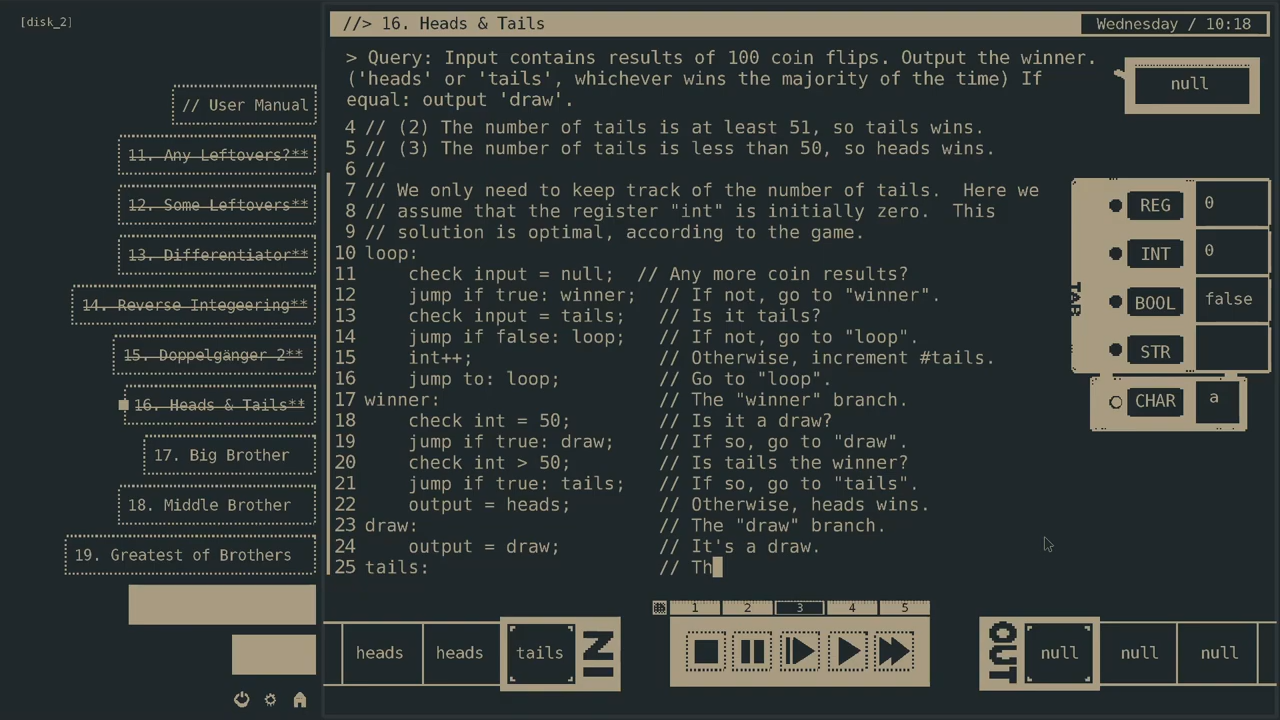 [disk_2]
// User Manual
11. Any Leftovers?**
12. Some Leftovers**
13. Differentiator**
14. Reverse Integeering**
15. Doppelgänger 2**
16. Heads & Tails**
17. Big Brother
18. Middle Brother
19. Greatest of Brothers
//> 16. Heads & Tails
Wednesday / 10:18
> Query: Input contains results of 100 coin flips. Output the winner.
('heads' or 'tails', whichever wins the majority of the time) If
equal: output 'draw'.
4 // (2) The number of tails is at least 51, so tails wins.
5 // (3) The number of tails is less than 50, so heads wins.
6 //
7 // We only need to keep track of the number of tails.  Here we
8 // assume that the register "int" is initially zero.  This
9 // solution is optimal, according to the game.
10 loop:
11     check input = null;  // Any more coin results?
12     jump if true: winner;  // If not, go to "winner".
13     check input = tails;   // Is it tails?
14     jump if false: loop;   // If not, go to "loop".
15     int++;                 // Otherwise, increment #tails.
16     jump to: loop;         // Go to "loop".
17 winner:                    // The "winner" branch.
18     check int = 50;        // Is it a draw?
19     jump if true: draw;    // If so, go to "draw".
20     check int > 50;        // Is tails the winner?
21     jump if true: tails;   // If so, go to "tails".
22     output = heads;        // Otherwise, heads wins.
23 draw:                      // The "draw" branch.
24     output = draw;         // It's a draw.
25 tails:                     // Th
null
TAB
REG 0
INT 0
BOOL false
STR
CHAR a
1 2 3 4 5
heads heads tails IN
OUT null null null